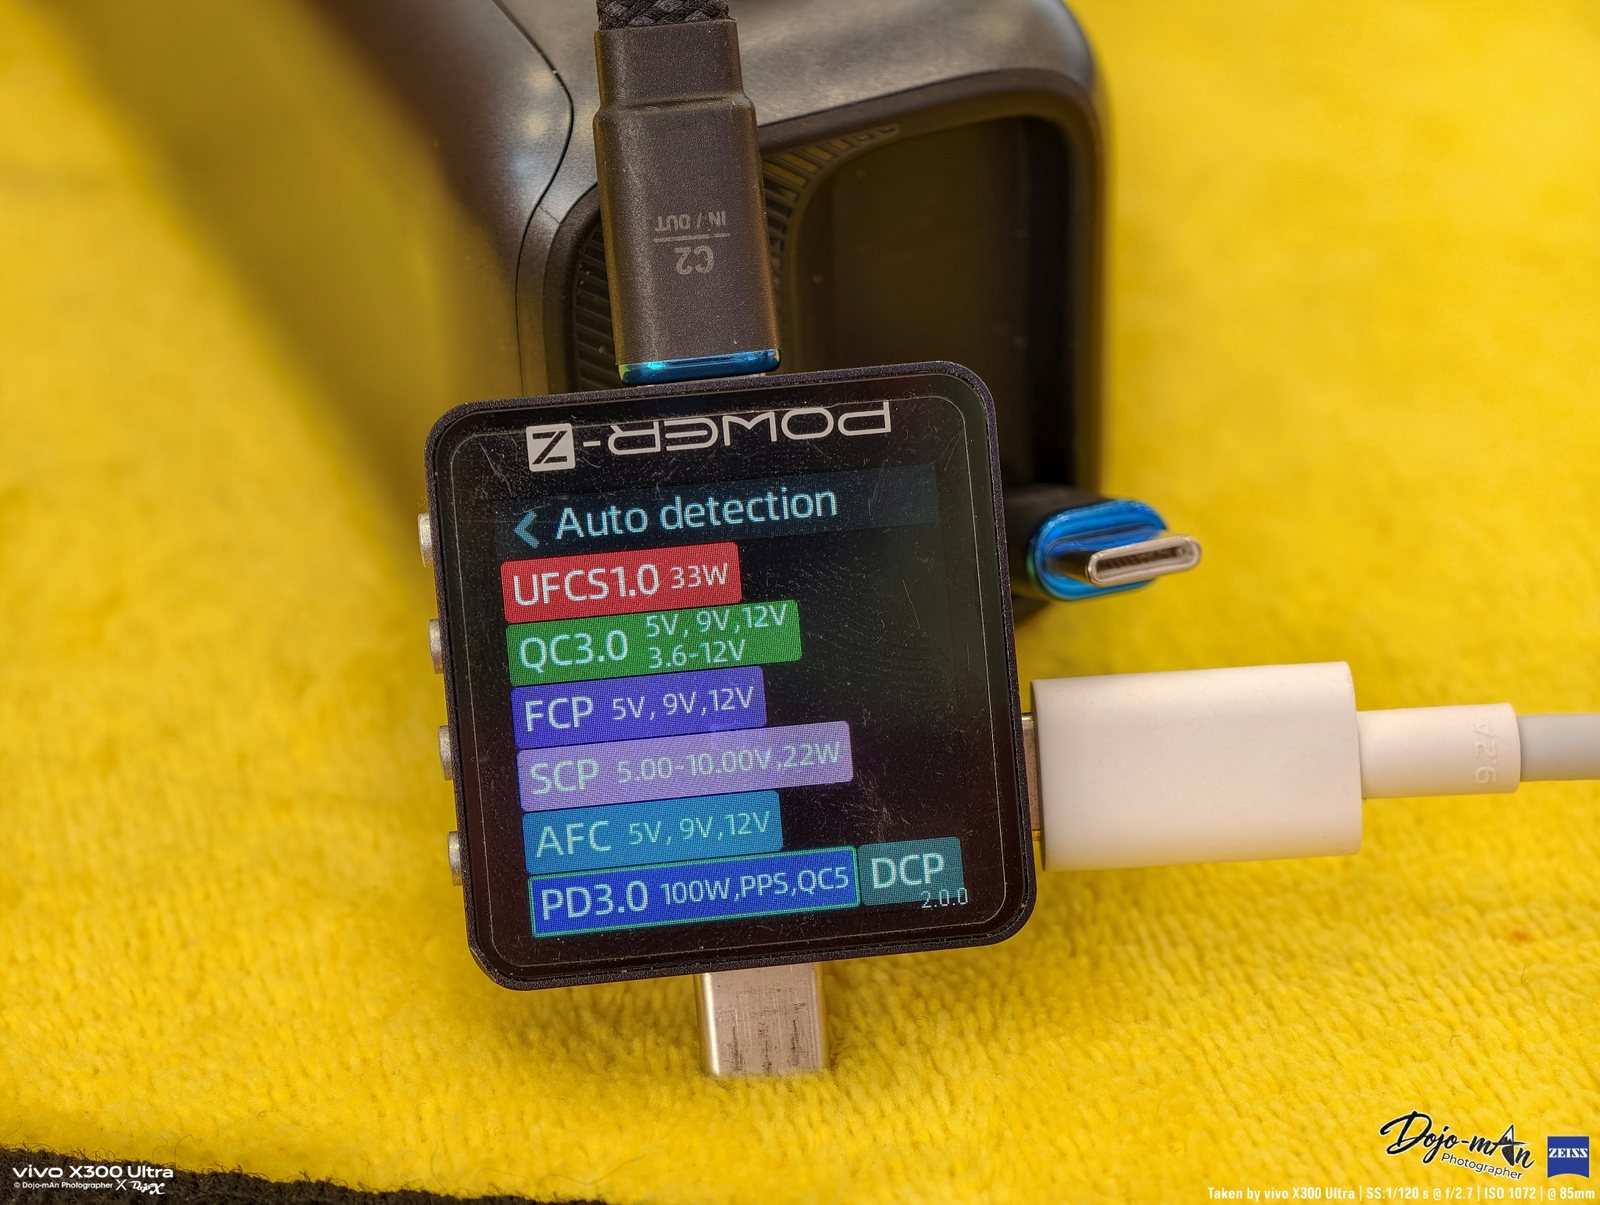 C2
IN / OUT
POWER-Z
Auto detection
UFCS1.0 33W
QC3.0 5V, 9V,12V
3.6-12V
FCP 5V, 9V,12V
SCP 5.00-10.00V,22W
AFC 5V, 9V,12V
PD3.0 100W,PPS,QC5 DCP
2.0.0
9.2A
vivo X300 Ultra
© Dojo-mAn Photographer X
Dojo-mAn
Photographer
ZEISS
Taken by vivo X300 Ultra | SS:1/120 s @ f/2.7 | ISO 1072 | @ 85mm